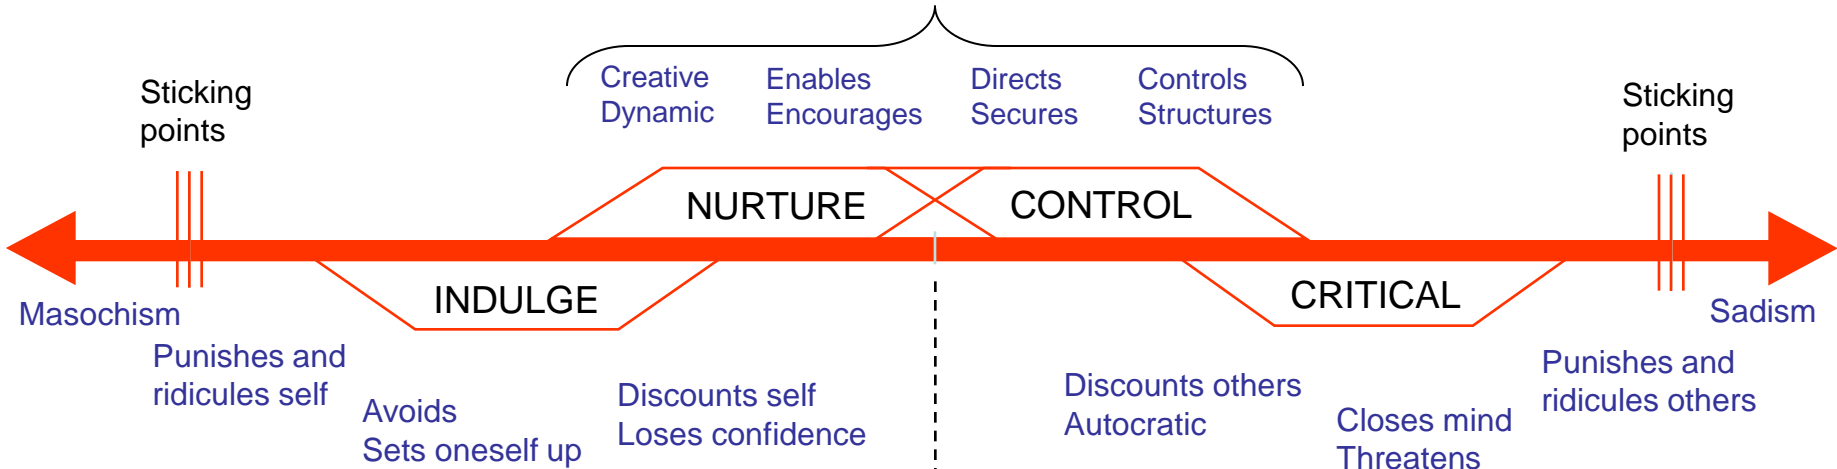 Creative
Dynamic
Enables
Encourages
Directs
Secures
Controls
Structures
Sticking
points
Sticking
points
NURTURE
CONTROL
INDULGE
CRITICAL
Masochism
Sadism
Punishes and
ridicules self
Avoids
Sets oneself up
Discounts self
Loses confidence
Discounts others
Autocratic
Closes mind
Threatens
Punishes and
ridicules others